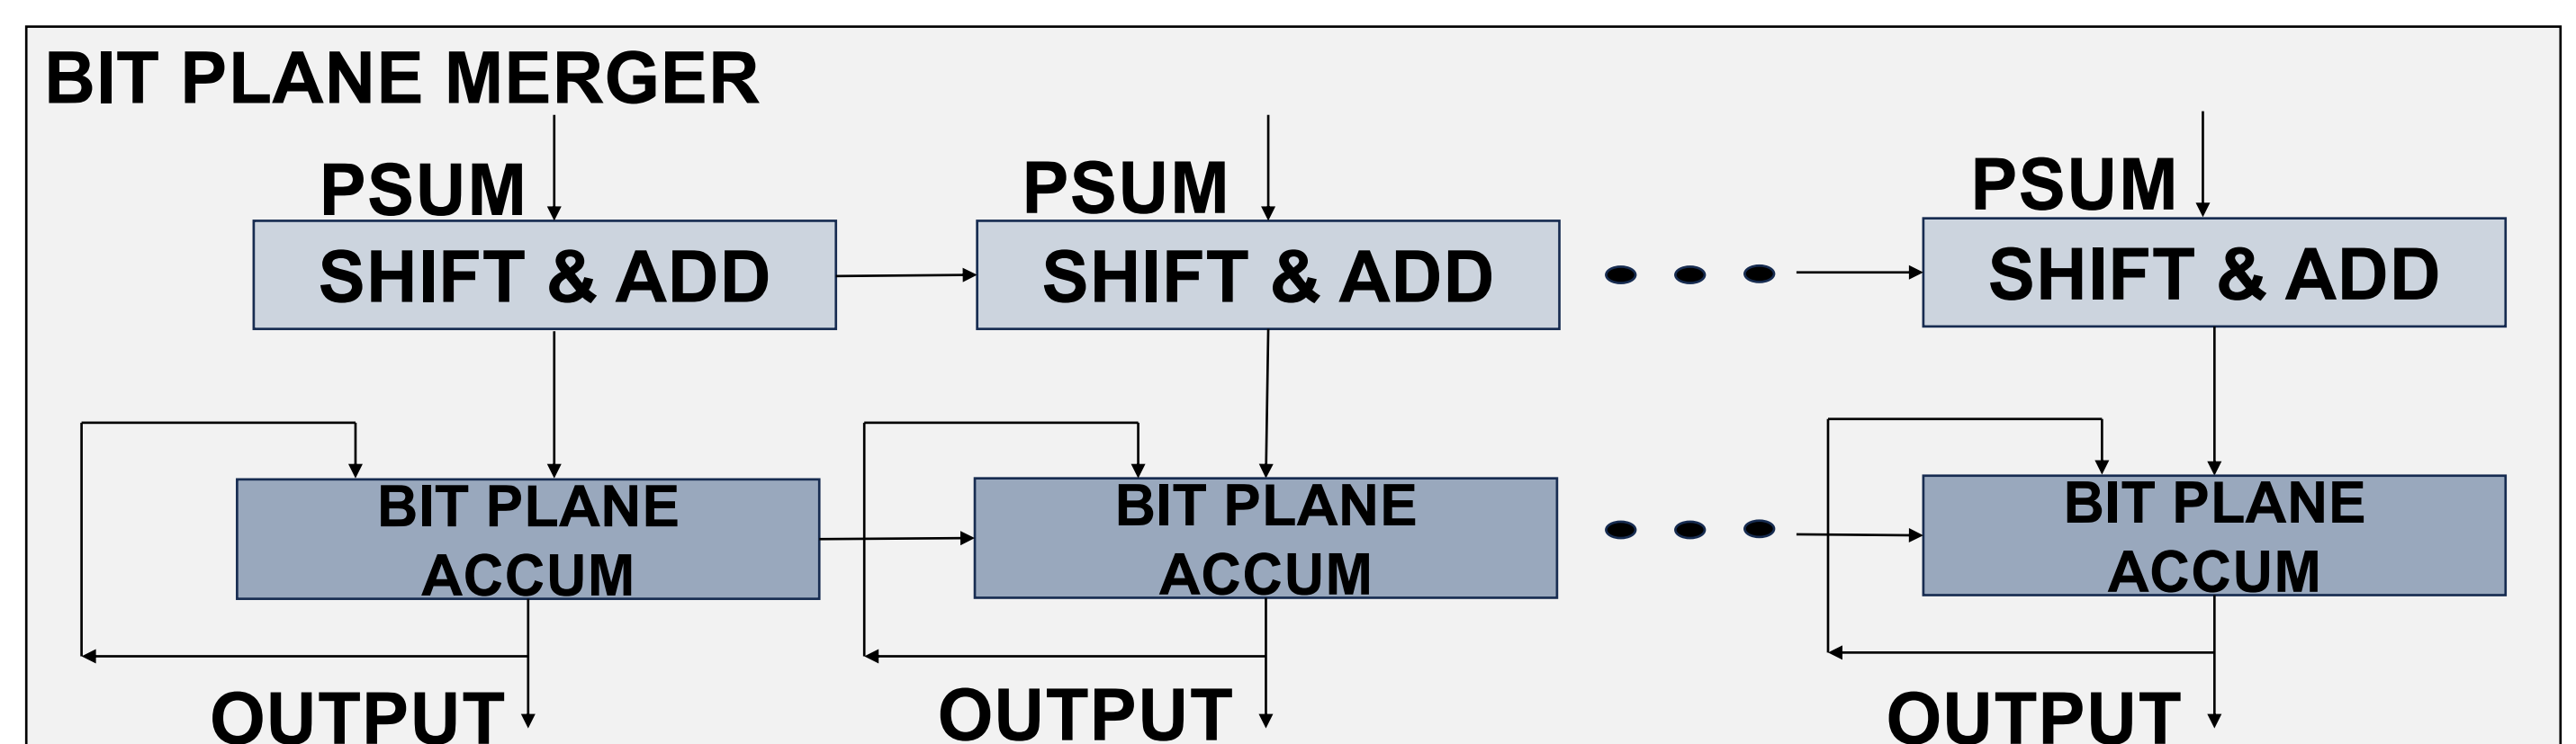 BIT PLANE MERGER
PSUM
PSUM
PSUM
SHIFT & ADD
SHIFT & ADD
SHIFT & ADD
BIT PLANE
ACCUM
BIT PLANE
ACCUM
BIT PLANE
ACCUM
OUTPUT
OUTPUT
OUTPUT